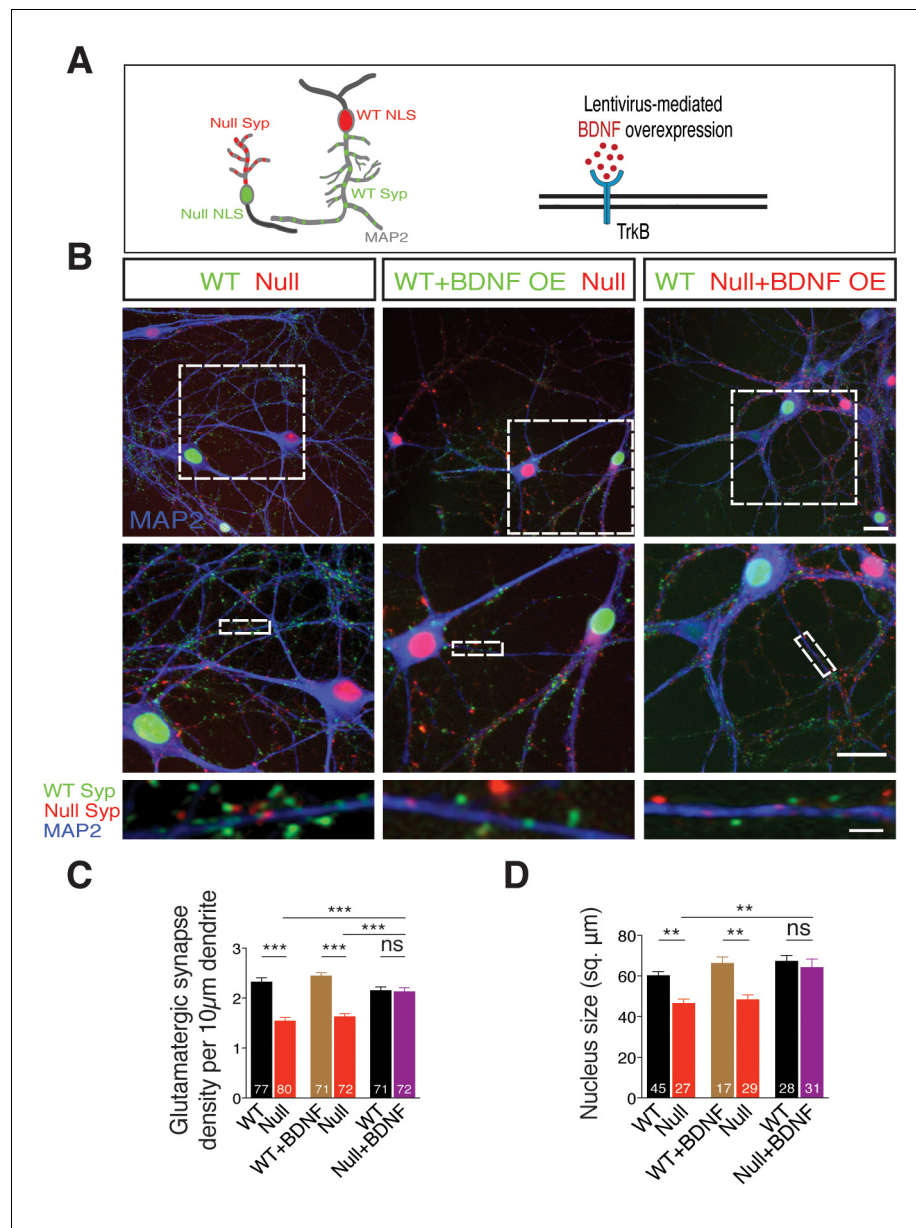 A
Null Syp
Null NLS
WT NLS
WT Syp
MAP2
Lentivirus-mediated
BDNF overexpression
TrkB
B
WT Null
WT+BDNF OE Null
WT Null+BDNF OE
MAP2
WT Syp
Null Syp
MAP2
C
Glutamatergic synapse
density per 10µm dendrite
3
2
1
0
***
***
***
***
ns
77
80
71
72
71
72
WT
Null
WT+BDNF
Null
WT
Null+BDNF
D
Nucleus size (sq. µm)
80
60
40
20
0
**
**
**
ns
45
27
17
29
28
31
WT
Null
WT+BDNF
Null
WT
Null+BDNF